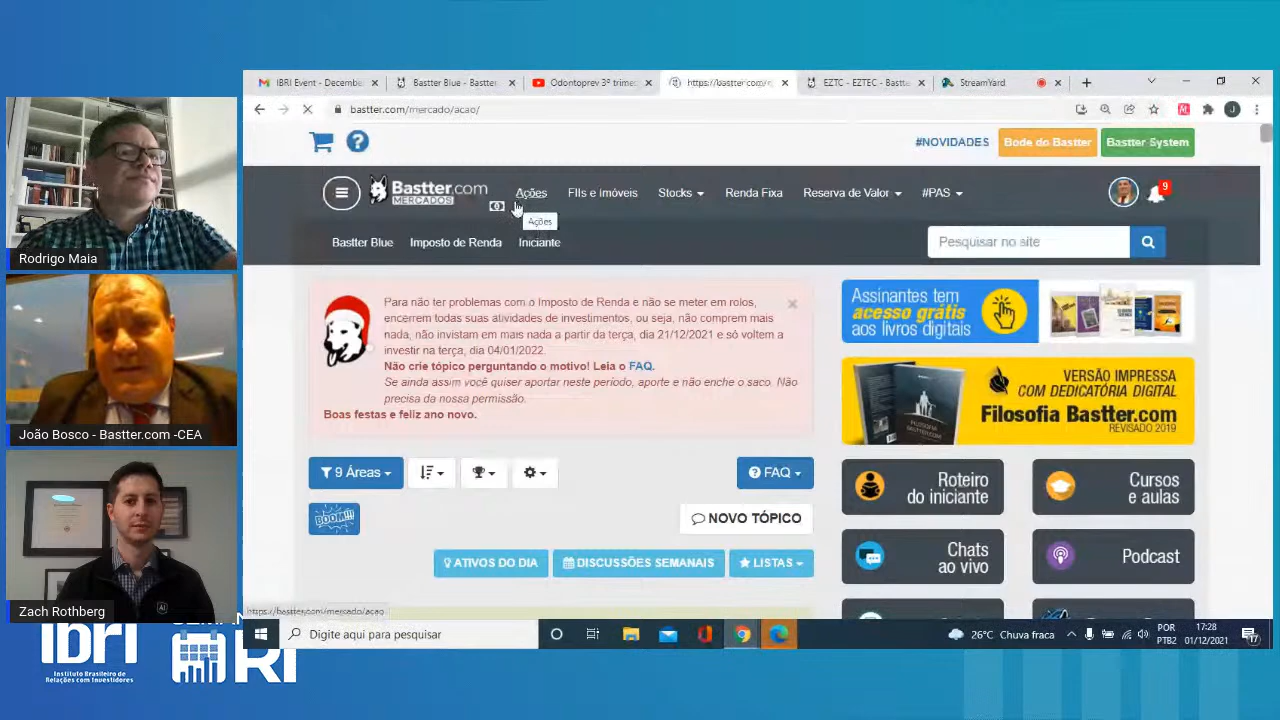 IBRI Event - Decembe
Bastter Blue - Bastter
Odontoprev 3º trimes
https://bastter.com/
EZTC - EZTEC - Bastte
StreamYard
bastter.com/mercado/acao/
#NOVIDADES
Bode do Bastter
Bastter System
Bastter.com
MERCADOS
Ações
FIIs e imóveis
Stocks
Renda Fixa
Reserva de Valor
#PAS
9
Ações
Bastter Blue
Imposto de Renda
Iniciante
Pesquisar no site
Para não ter problemas com o Imposto de Renda e não se meter em rolos,
encerrem todas suas atividades de investimentos, ou seja, não comprem mais
nada, não invistam em mais nada a partir da terça, dia 21/12/2021 e só voltem a
investir na terça, dia 04/01/2022.
Não crie tópico perguntando o motivo! Leia o FAQ.
Se ainda assim você quiser aportar neste período, aporte e não enche o saco. Não
precisa da nossa permissão.
Boas festas e feliz ano novo.
Assinantes tem
acesso grátis
aos livros digitais
VERSÃO IMPRESSA
COM DEDICATÓRIA DIGITAL
Filosofia Bastter.com
REVISADO 2019
9 Áreas
FAQ
BOOM!!!
NOVO TÓPICO
ATIVOS DO DIA
DISCUSSÕES SEMANAIS
LISTAS
Roteiro
do iniciante
Cursos
e aulas
Chats
ao vivo
Podcast
https://bastter.com/mercado/acao
Digite aqui para pesquisar
26°C Chuva fraca
POR
PTB2
17:28
01/12/2021
17
Rodrigo Maia
João Bosco - Bastter.com -CEA
Zach Rothberg
ibri
Instituto Brasileiro de
Relações com Investidores
RI